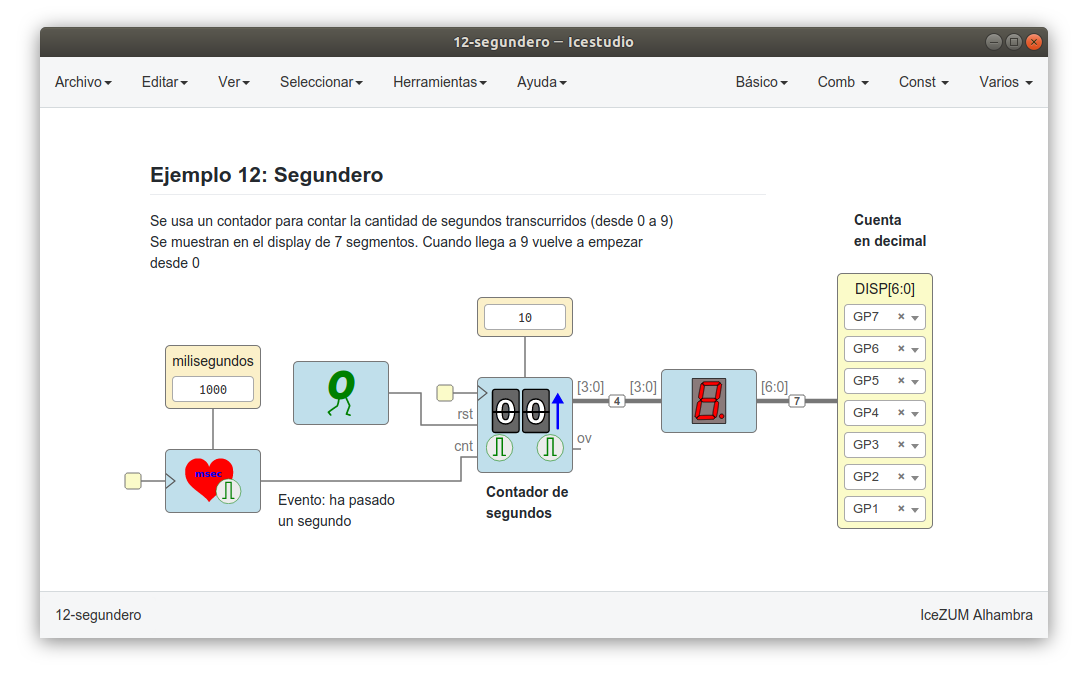 12-segundero – Icestudio
Archivo Editar Ver Seleccionar Herramientas Ayuda Básico Comb Const Varios
Ejemplo 12: Segundero
Se usa un contador para contar la cantidad de segundos transcurridos (desde 0 a 9)
Se muestran en el display de 7 segmentos. Cuando llega a 9 vuelve a empezar
desde 0
Cuenta
en decimal
milisegundos
1000
msec
Evento: ha pasado
un segundo
0
10
rst
cnt
00
[3:0]
ov
4
Contador de
segundos
[3:0]
8.
[6:0]
7
DISP[6:0]
GP7 ×
GP6 ×
GP5 ×
GP4 ×
GP3 ×
GP2 ×
GP1 ×
12-segundero
IceZUM Alhambra